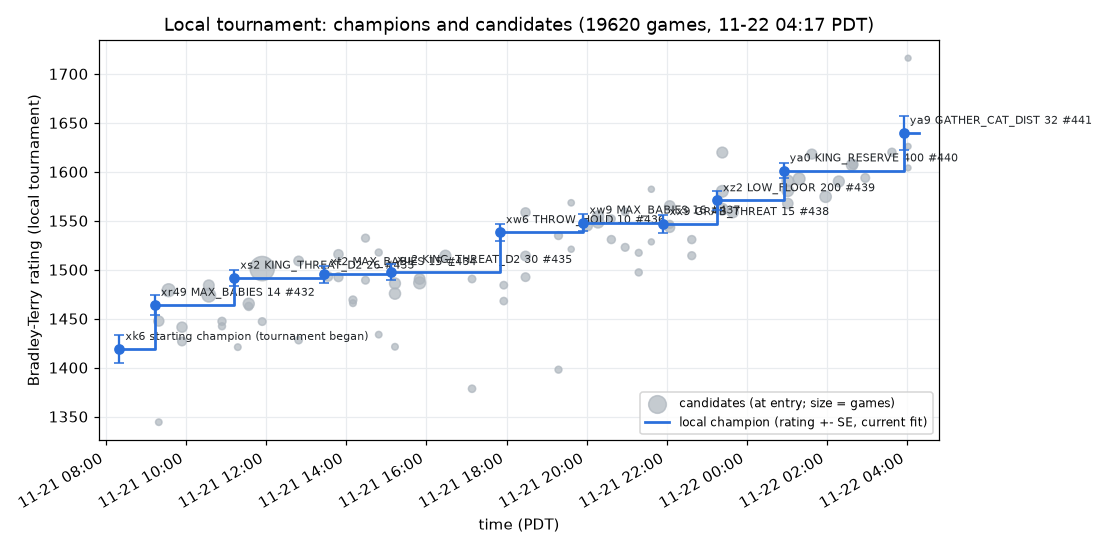 Local tournament: champions and candidates (19620 games, 11-22 04:17 PDT)
Bradley-Terry rating (local tournament)
1700
1650
1600
1550
1500
1450
1400
1350
ya9 GATHER_CAT_DIST 32 #441
ya0 KING_RESERVE 400 #440
xz2 LOW_FLOOR 200 #439
xw9 MAX_BABIES
THREAT 15 #438
xw6 THROW_HOLD 10 #436
KING_THREAT_D2 30 #435
xs2 KING_THREAT_D2 26
MAX_BABIES
xr49 MAX_BABIES 14 #432
xk6 starting champion (tournament began)
candidates (at entry; size = games)
local champion (rating +- SE, current fit)
11-21 08:00
11-21 10:00
11-21 12:00
11-21 14:00
11-21 16:00
11-21 18:00
11-21 20:00
11-21 22:00
11-22 00:00
11-22 02:00
11-22 04:00
time (PDT)